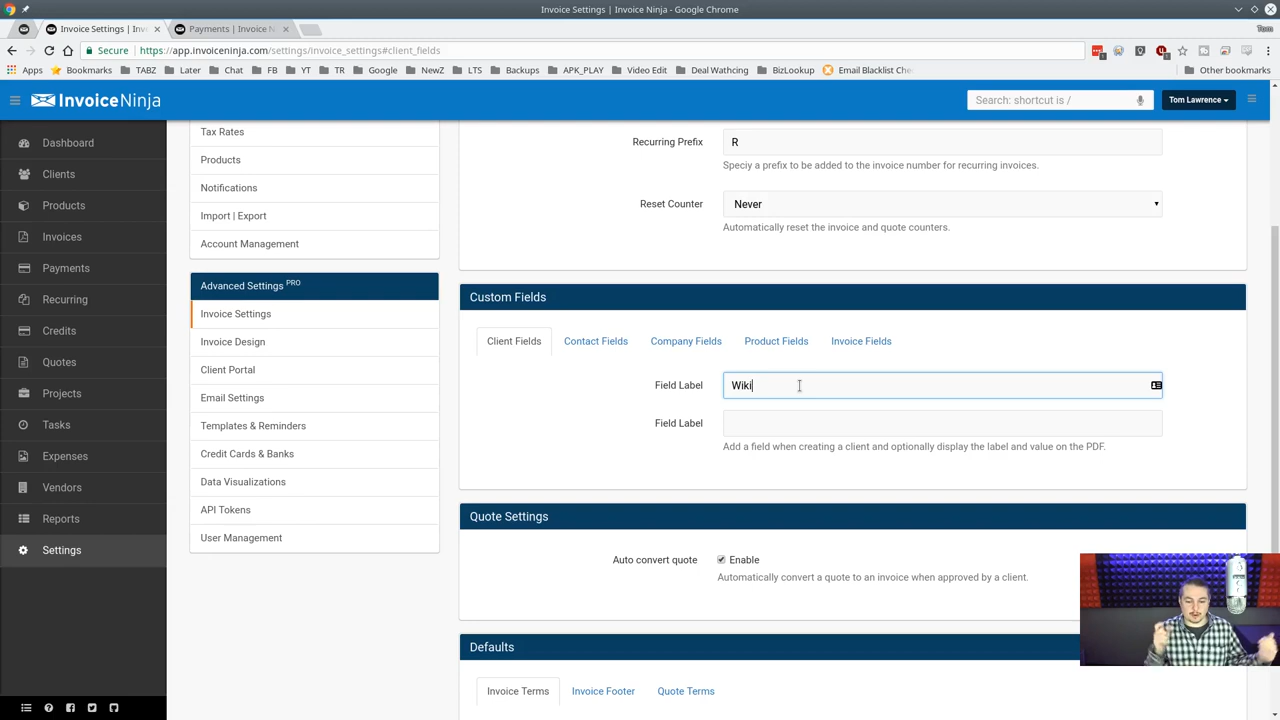 Invoice Settings | Invoice Ninja - Google Chrome
Invoice Settings | Inv
Payments | Invoice N
Tom
Secure
https://app.invoiceninja.com/settings/invoice_settings#client_fields
Apps
Bookmarks
TABZ
Later
Chat
FB
YT
TR
Google
NewZ
LTS
Backups
APK_PLAY
Video Edit
Deal Wathcing
BizLookup
Email Blacklist Che
Other bookmarks
InvoiceNinja
Search: shortcut is /
Tom Lawrence
Dashboard
Clients
Products
Invoices
Payments
Recurring
Credits
Quotes
Projects
Tasks
Expenses
Vendors
Reports
Settings
Tax Rates
Products
Notifications
Import | Export
Account Management
Advanced Settings PRO
Invoice Settings
Invoice Design
Client Portal
Email Settings
Templates & Reminders
Credit Cards & Banks
Data Visualizations
API Tokens
User Management
Recurring Prefix
R
Speciy a prefix to be added to the invoice number for recurring invoices.
Reset Counter
Never
Automatically reset the invoice and quote counters.
Custom Fields
Client Fields
Contact Fields
Company Fields
Product Fields
Invoice Fields
Field Label
Wiki
Field Label
Add a field when creating a client and optionally display the label and value on the PDF.
Quote Settings
Auto convert quote
Enable
Automatically convert a quote to an invoice when approved by a client.
Defaults
Invoice Terms
Invoice Footer
Quote Terms